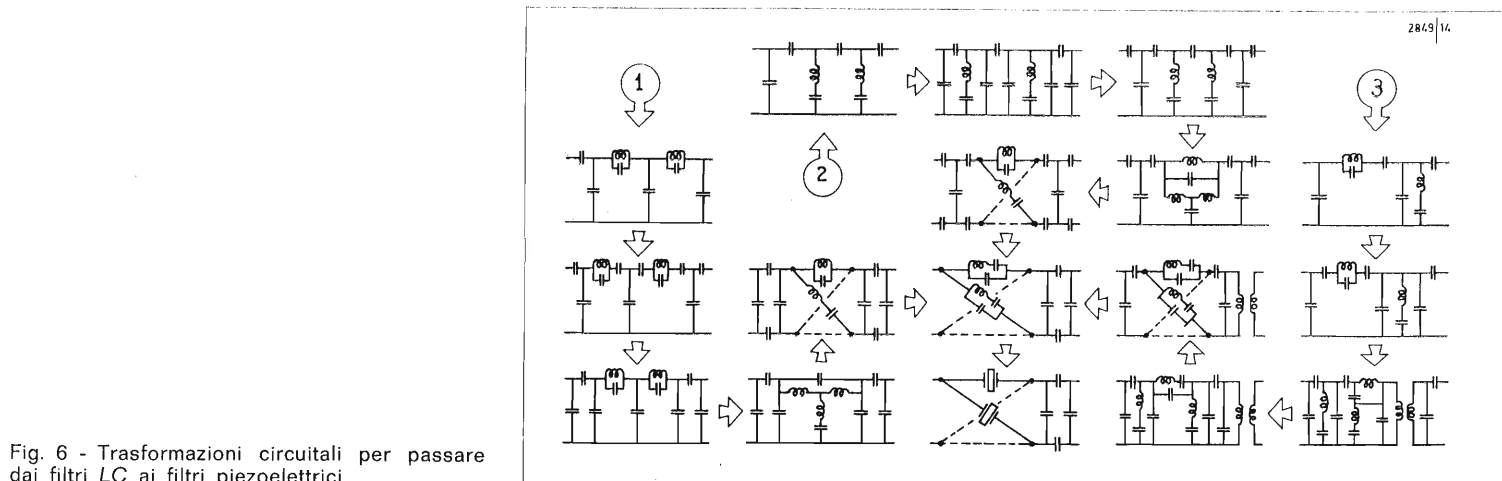 2849|14
1
2
3
Fig. 6 - Trasformazioni circuitali per passare
dai filtri LC ai filtri piezoelettrici